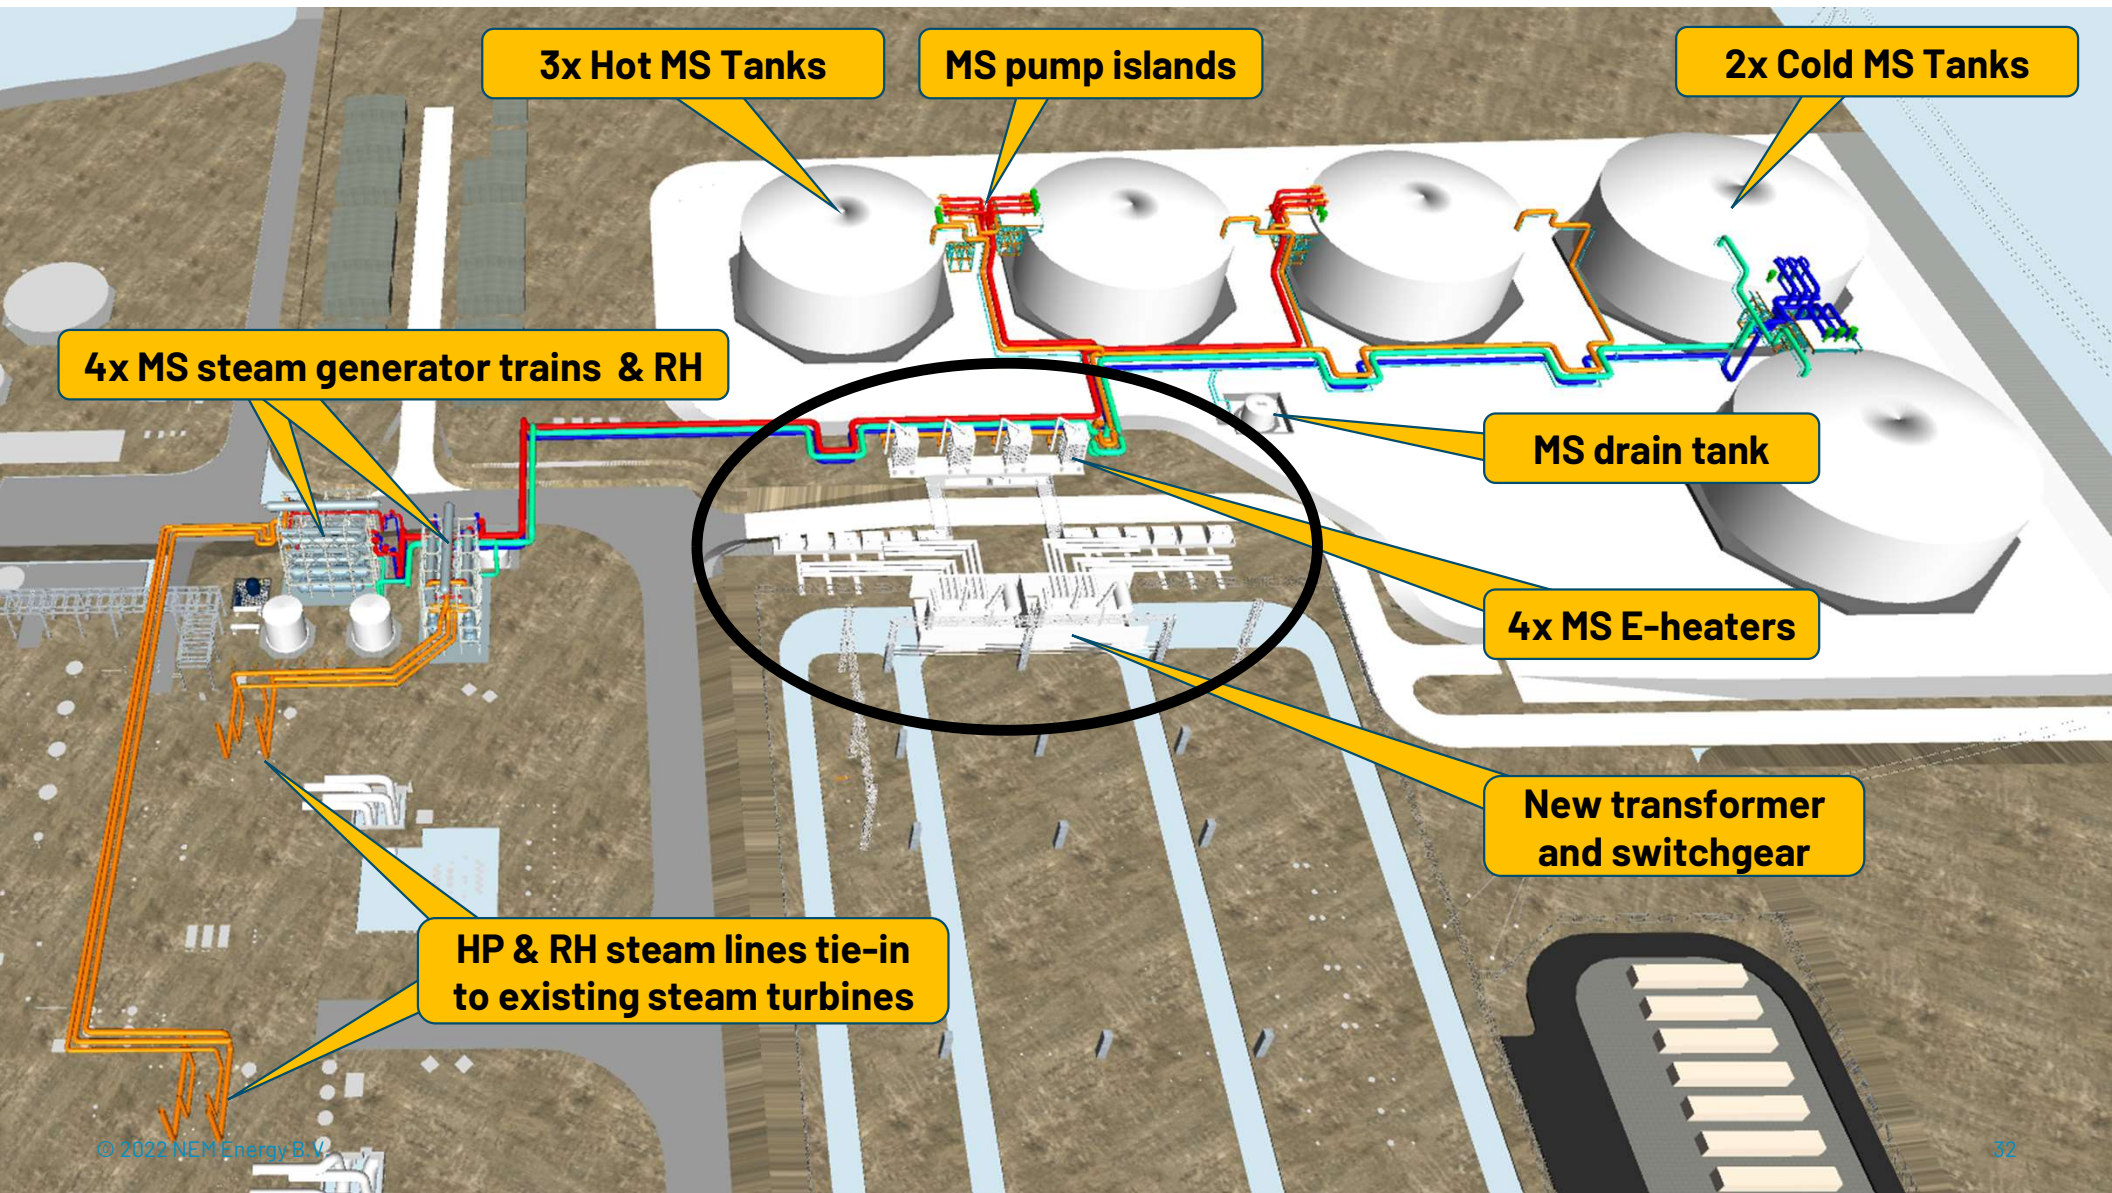 3x Hot MS Tanks
MS pump islands
2x Cold MS Tanks
4x MS steam generator trains & RH
MS drain tank
4x MS E-heaters
New transformer
and switchgear
HP & RH steam lines tie-in
to existing steam turbines
© 2022 NEM Energy B.V.
32